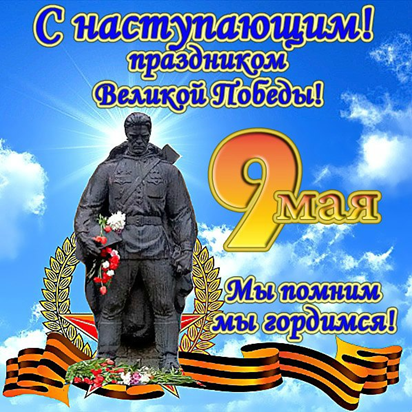 С наступающим!
праздником
Великой Победы!
9 мая
Мы помним
мы гордимся!